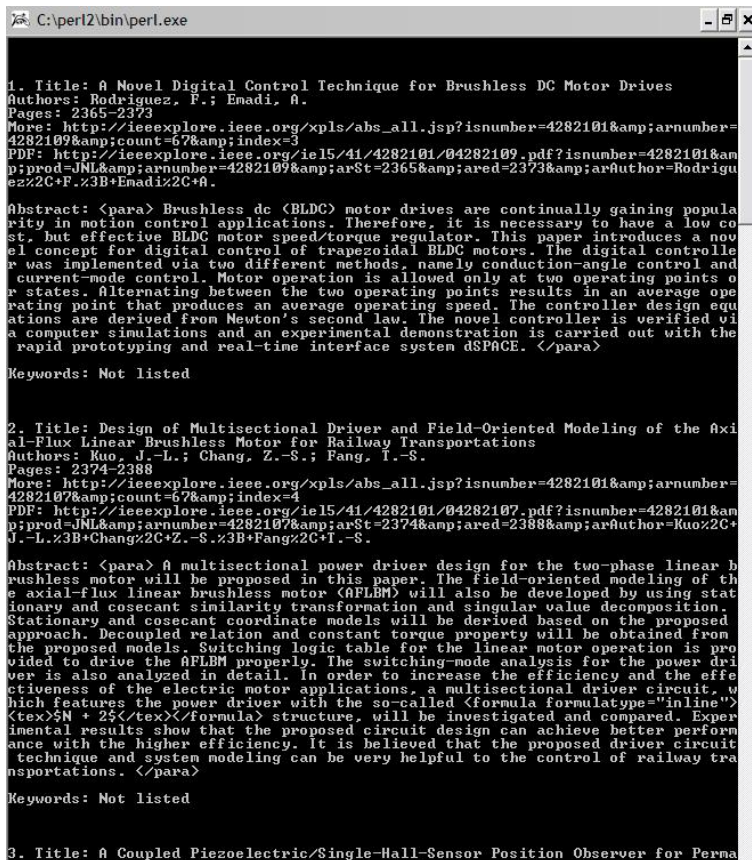 C:\perl2\bin\perl.exe
1. Title: A Novel Digital Control Technique for Brushless DC Motor Drives
Authors: Rodriguez, F.; Emadi, A.
Pages: 2365-2373
More: http://ieeexplore.ieee.org/xpls/abs_all.jsp?isnumber=4282101&amp;arnumber=
4282109&amp;count=67&amp;index=3
PDF: http://ieeexplore.ieee.org/iel5/41/4282101/04282109.pdf?isnumber=4282101&am
p;prod=JNL&amp;arnumber=4282109&amp;arSt=2365&amp;ared=2373&amp;arAuthor=Rodrigu
ez%2C+F.%3B+Emadi%2C+A.
Abstract: <para> Brushless dc (BLDC) motor drives are continually gaining popula
rity in motion control applications. Therefore, it is necessary to have a low co
st, but effective BLDC motor speed/torque regulator. This paper introduces a nov
el concept for digital control of trapezoidal BLDC motors. The digital controlle
r was implemented via two different methods, namely conduction-angle control and
 current-mode control. Motor operation is allowed only at two operating points o
r states. Alternating between the two operating points results in an average ope
rating point that produces an average operating speed. The controller design equ
ations are derived from Newton's second law. The novel controller is verified vi
a computer simulations and an experimental demonstration is carried out with the
 rapid prototyping and real-time interface system dSPACE. </para>
Keywords: Not listed
2. Title: Design of Multisectional Driver and Field-Oriented Modeling of the Axi
al-Flux Linear Brushless Motor for Railway Transportations
Authors: Kuo, J.-L.; Chang, Z.-S.; Fang, T.-S.
Pages: 2374-2388
More: http://ieeexplore.ieee.org/xpls/abs_all.jsp?isnumber=4282101&amp;arnumber=
4282107&amp;count=67&amp;index=4
PDF: http://ieeexplore.ieee.org/iel5/41/4282101/04282107.pdf?isnumber=4282101&am
p;prod=JNL&amp;arnumber=4282107&amp;arSt=2374&amp;ared=2388&amp;arAuthor=Kuo%2C+
J.-L.%3B+Chang%2C+Z.-S.%3B+Fang%2C+T.-S.
Abstract: <para> A multisectional power driver design for the two-phase linear b
rushless motor will be proposed in this paper. The field-oriented modeling of th
e axial-flux linear brushless motor (AFLBM) will also be developed by using stat
ionary and cosecant similarity transformation and singular value decomposition.
Stationary and cosecant coordinate models will be derived based on the proposed
approach. Decoupled relation and constant torque property will be obtained from
the proposed models. Switching logic table for the linear motor operation is pro
vided to drive the AFLBM properly. The switching-mode analysis for the power dri
ver is also analyzed in detail. In order to increase the efficiency and the effe
ctiveness of the electric motor applications, a multisectional driver circuit, w
hich features the power driver with the so-called <formula formulatype="inline">
<tex>$N + 2$</tex></formula> structure, will be investigated and compared. Exper
imental results show that the proposed circuit design can achieve better perform
ance with the higher efficiency. It is believed that the proposed driver circuit
 technique and system modeling can be very helpful to the control of railway tra
nsportations. </para>
Keywords: Not listed
3. Title: A Coupled Piezoelectric/Single-Hall-Sensor Position Observer for Perma